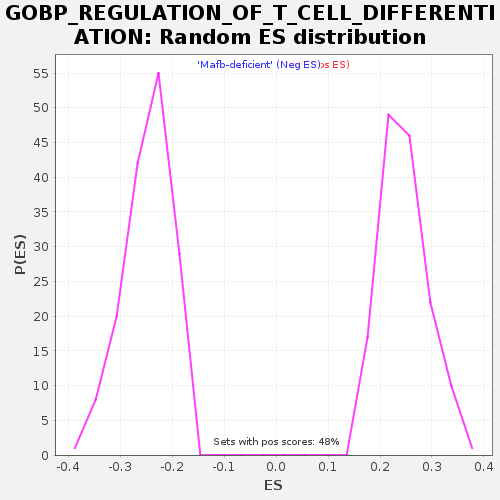 GOBP_REGULATION_OF_T_CELL_DIFFERENTI
ATION: Random ES distribution
'Mafb-deficient' (Neg ES)os ES)
P(ES)
55
50
45
40
35
30
25
20
15
10
5
0
Sets with pos scores: 48%
-0.4 -0.3 -0.2 -0.1 0.0 0.1 0.2 0.3 0.4
ES